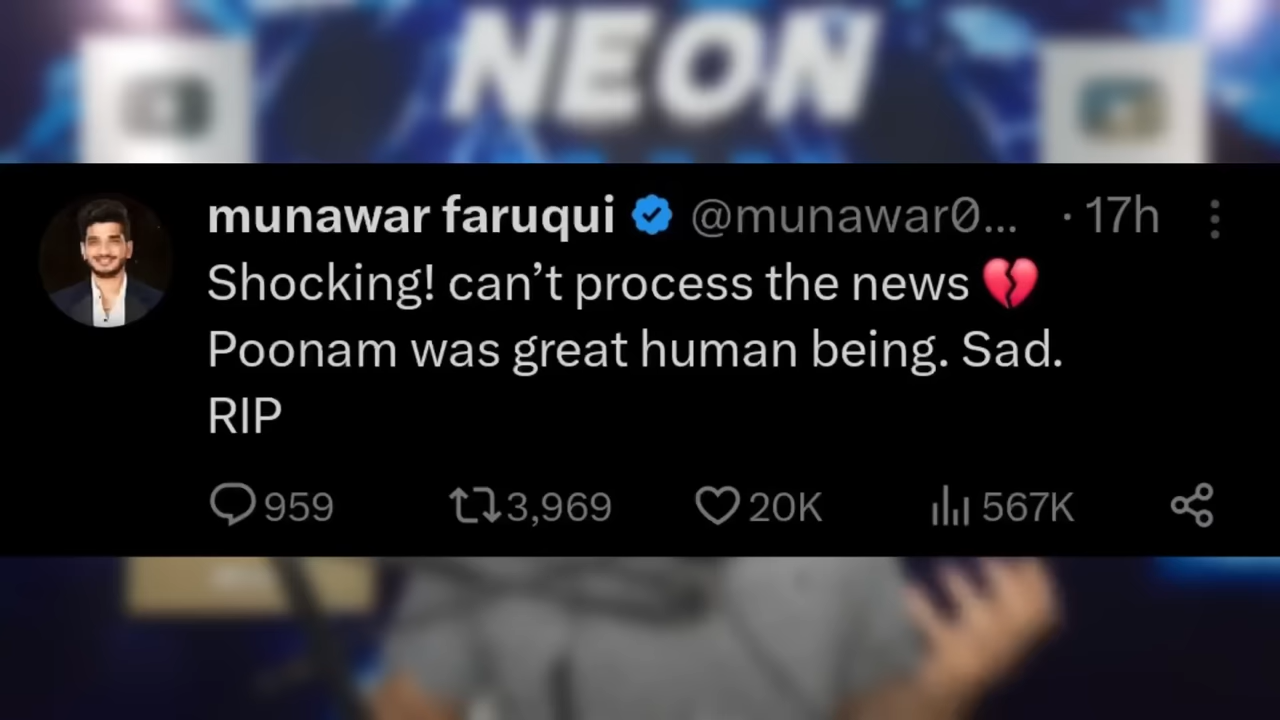 NEON
munawar faruqui @munawar0... · 17h
Shocking! can’t process the news 💔
Poonam was great human being. Sad.
RIP
959 3,969 20K 567K